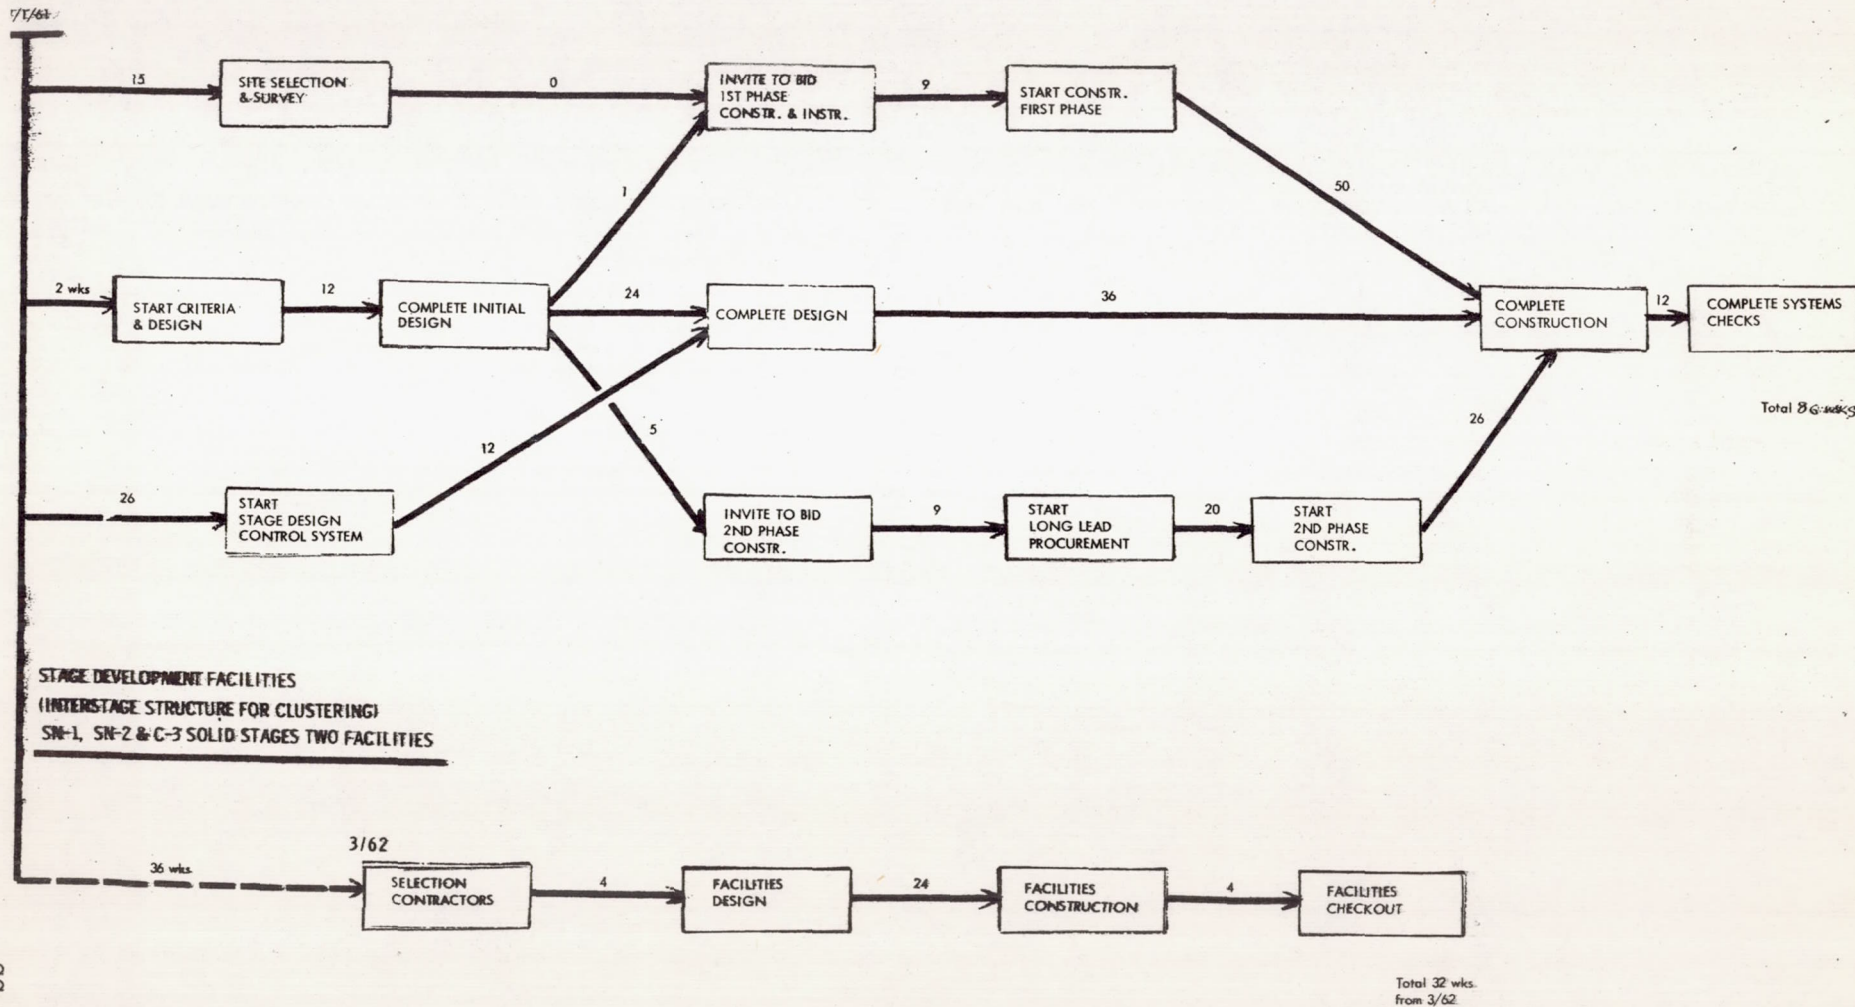 15
SITE SELECTION
& SURVEY
0
INVITE TO BID
1ST PHASE
CONSTR. & INSTR.
9
START CONSTR.
FIRST PHASE
50
1
2 wks
START CRITERIA
& DESIGN
12
COMPLETE INITIAL
DESIGN
24
COMPLETE DESIGN
36
COMPLETE
CONSTRUCTION
12
COMPLETE SYSTEMS
CHECKS
Total 86 wks
12
5
26
26
START
STAGE DESIGN
CONTROL SYSTEM
INVITE TO BID
2ND PHASE
CONSTR.
9
START
LONG LEAD
PROCUREMENT
20
START
2ND PHASE
CONSTR.
STAGE DEVELOPMENT FACILITIES
(INTERSTAGE STRUCTURE FOR CLUSTERING)
SN-1, SN-2 & C-3 SOLID STAGES TWO FACILITIES
36 wks
3/62
SELECTION
CONTRACTORS
4
FACILITIES
DESIGN
24
FACILITIES
CONSTRUCTION
4
FACILITIES
CHECKOUT
Total 32 wks.
from 3/62